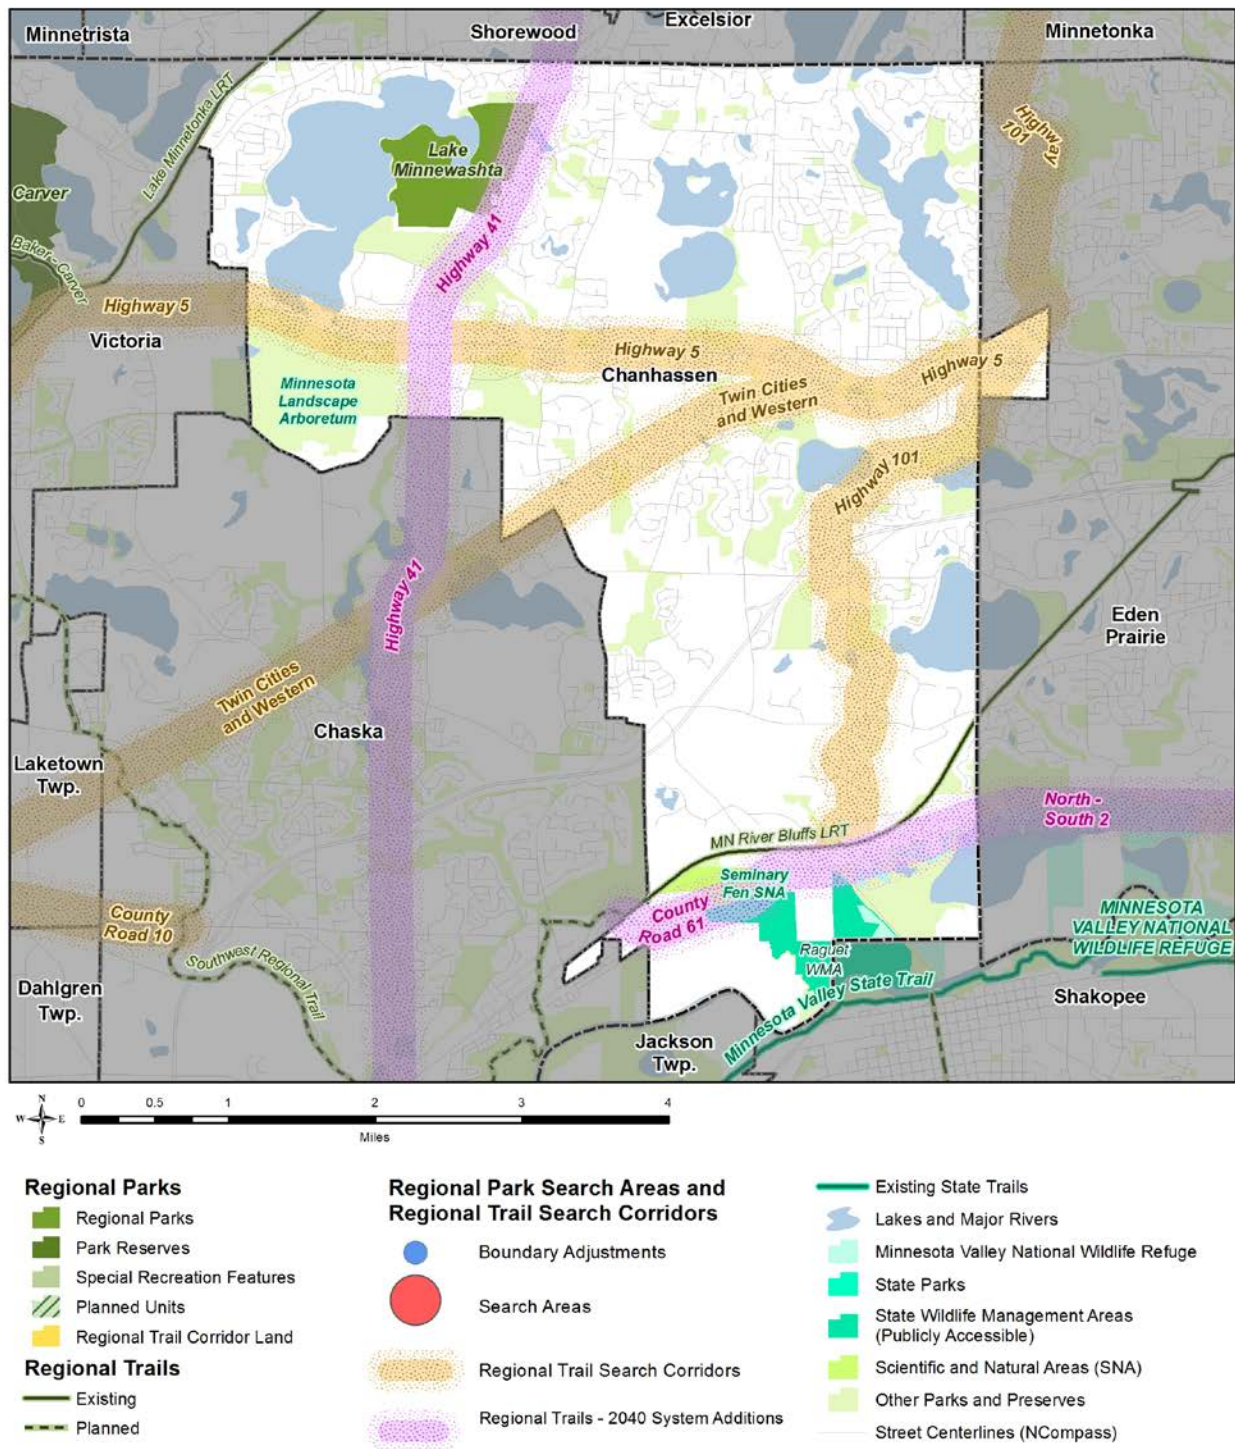 Minnetrista
Shorewood
Excelsior
Minnetonka
Lake Minnetonka LRT
Highway
101
Lake
Minnewashta
Carver
Baker - Carver
Highway 41
Highway 5
Victoria
Highway 5
Highway 5
Chanhassen
Minnesota
Landscape
Arboretum
Twin Cities
and Western
Highway 101
Highway 41
Eden
Prairie
Twin Cities
and Western
Chaska
Laketown
Twp.
North -
South 2
MN River Bluffs LRT
Seminary
Fen SNA
County
Road 61
County
Road 10
MINNESOTA
VALLEY NATIONAL
WILDLIFE REFUGE
Southwest Regional Trail
Raguet
WMA
Minnesota Valley State Trail
Dahlgren
Twp.
Shakopee
Jackson
Twp.
N
W E
S
0 0.5 1 2 3 4
Miles
Regional Parks
Regional Parks
Park Reserves
Special Recreation Features
Planned Units
Regional Trail Corridor Land
Regional Trails
Existing
Planned
Regional Park Search Areas and
Regional Trail Search Corridors
Boundary Adjustments
Search Areas
Regional Trail Search Corridors
Regional Trails - 2040 System Additions
Existing State Trails
Lakes and Major Rivers
Minnesota Valley National Wildlife Refuge
State Parks
State Wildlife Management Areas
(Publicly Accessible)
Scientific and Natural Areas (SNA)
Other Parks and Preserves
Street Centerlines (NCompass)